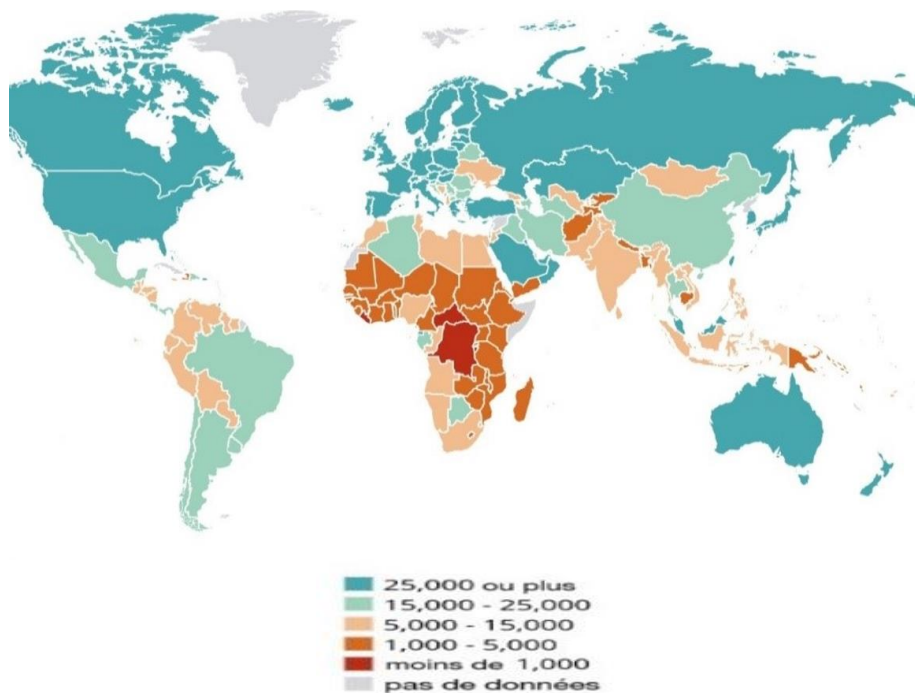 25,000 ou plus
15,000 - 25,000
5,000 - 15,000
1,000 - 5,000
moins de 1,000
pas de données